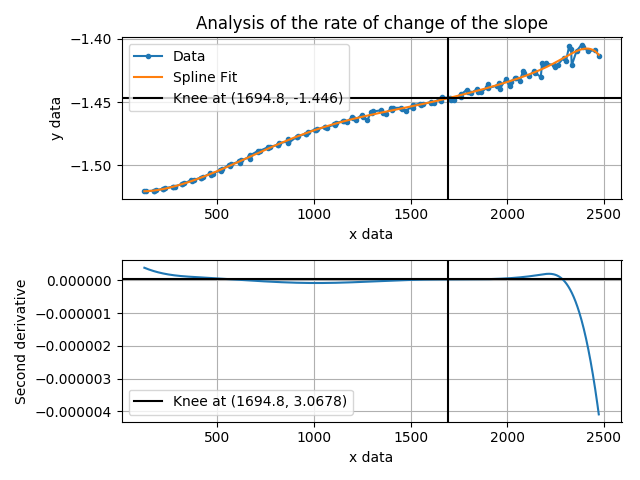 Analysis of the rate of change of the slope
−1.40
−1.45
−1.50
y data
Data
Spline Fit
Knee at (1694.8, -1.446)
500
1000
1500
2000
2500
x data
0.000000
−0.000001
−0.000002
−0.000003
−0.000004
Second derivative
Knee at (1694.8, 3.0678)
500
1000
1500
2000
2500
x data